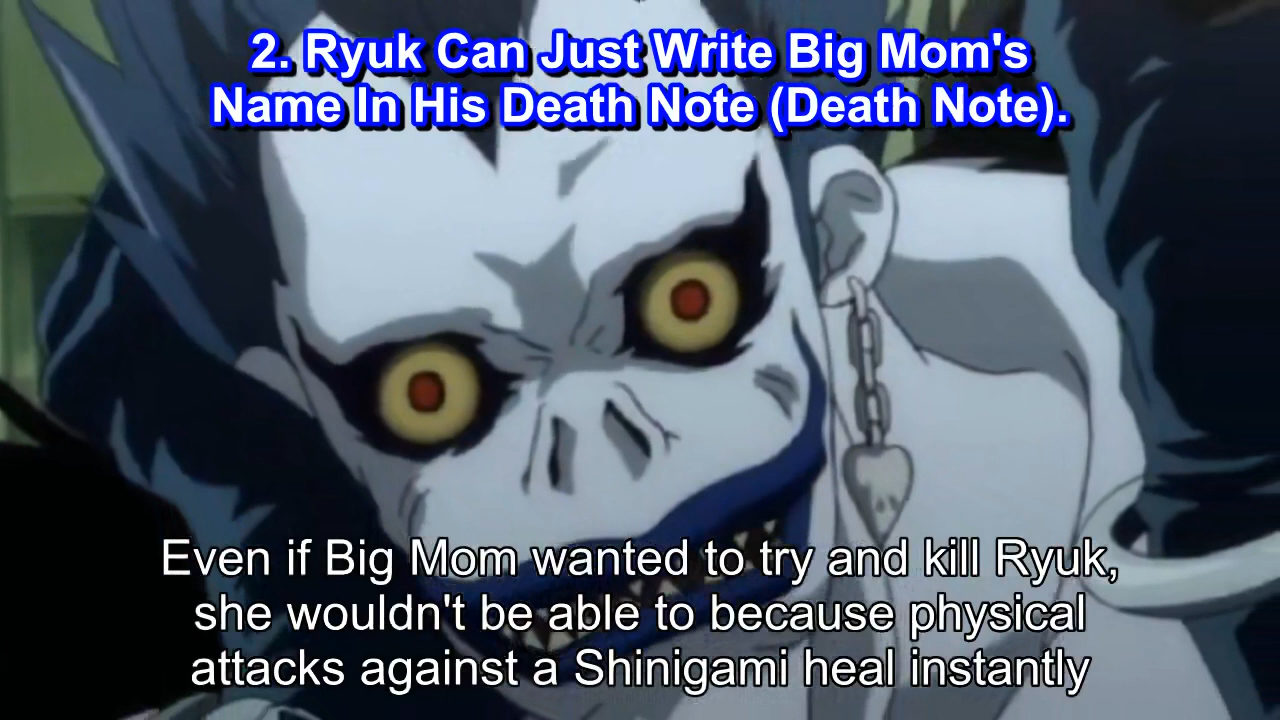 2. Ryuk Can Just Write Big Mom's
Name In His Death Note (Death Note).
Even if Big Mom wanted to try and kill Ryuk,
she wouldn't be able to because physical
attacks against a Shinigami heal instantly